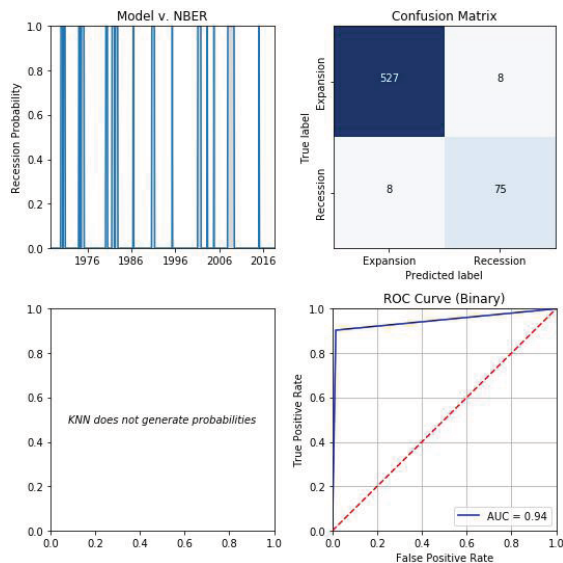 Model v. NBER
Recession Probability
1.0
0.8
0.6
0.4
0.2
0.0
1976 1986 1996 2006 2016
Confusion Matrix
True label
Expansion
Recession
527 8
8 75
Expansion Recession
Predicted label
1.0
0.8
0.6
0.4
0.2
0.0
KNN does not generate probabilities
0.0 0.2 0.4 0.6 0.8 1.0
ROC Curve (Binary)
True Positive Rate
1.0
0.8
0.6
0.4
0.2
0.0
AUC = 0.94
0.0 0.2 0.4 0.6 0.8 1.0
False Positive Rate